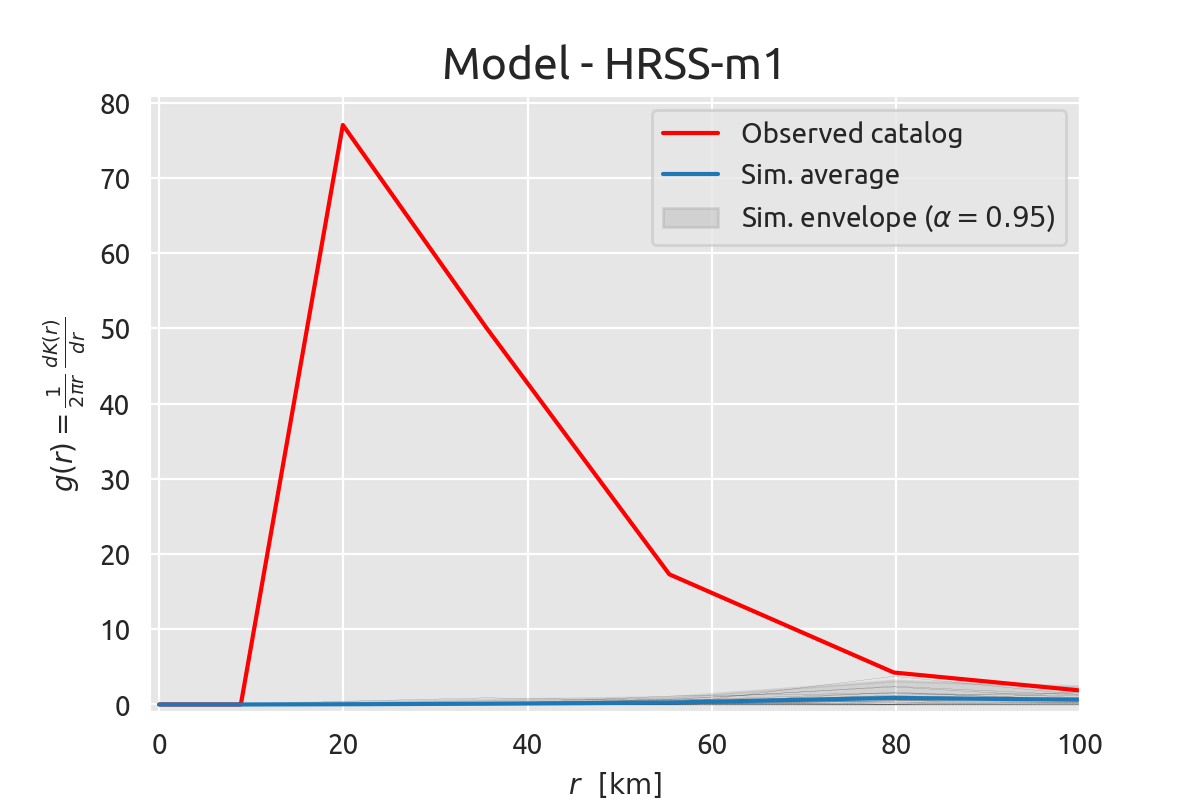 Model - HRSS-m1
Observed catalog
Sim. average
Sim. envelope (α = 0.95)
g(r) = 1/2πr dK(r)/dr
80
70
60
50
40
30
20
10
0
0 20 40 60 80 100
r [km]